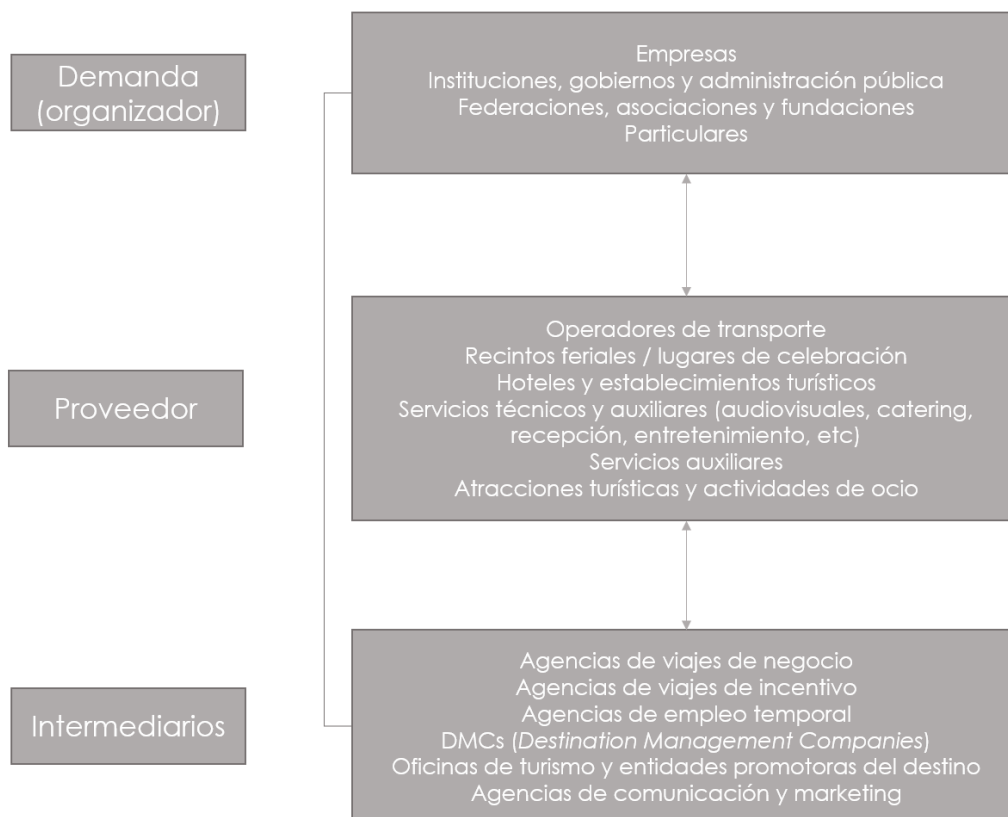 Demanda
(organizador)
Empresas
Instituciones, gobiernos y administración pública
Federaciones, asociaciones y fundaciones
Particulares
Proveedor
Operadores de transporte
Recintos feriales / lugares de celebración
Hoteles y establecimientos turísticos
Servicios técnicos y auxiliares (audiovisuales, catering,
recepción, entretenimiento, etc)
Servicios auxiliares
Atracciones turísticas y actividades de ocio
Intermediarios
Agencias de viajes de negocio
Agencias de viajes de incentivo
Agencias de empleo temporal
DMCs (Destination Management Companies)
Oficinas de turismo y entidades promotoras del destino
Agencias de comunicación y marketing